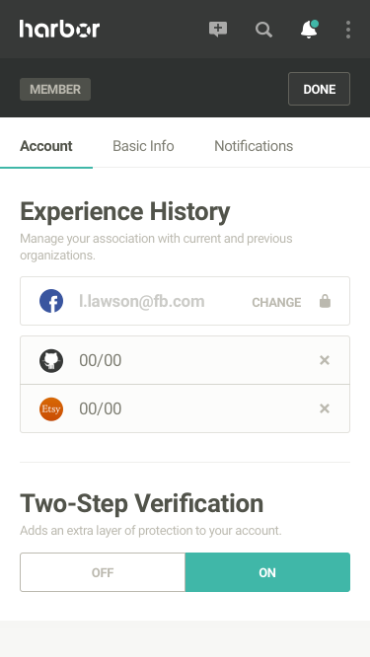 harbor
MEMBER
DONE
Account Basic Info Notifications
Experience History
Manage your association with current and previous
organizations.
l.lawson@fb.com CHANGE
00/00
Etsy 00/00
Two-Step Verification
Adds an extra layer of protection to your account.
OFF ON